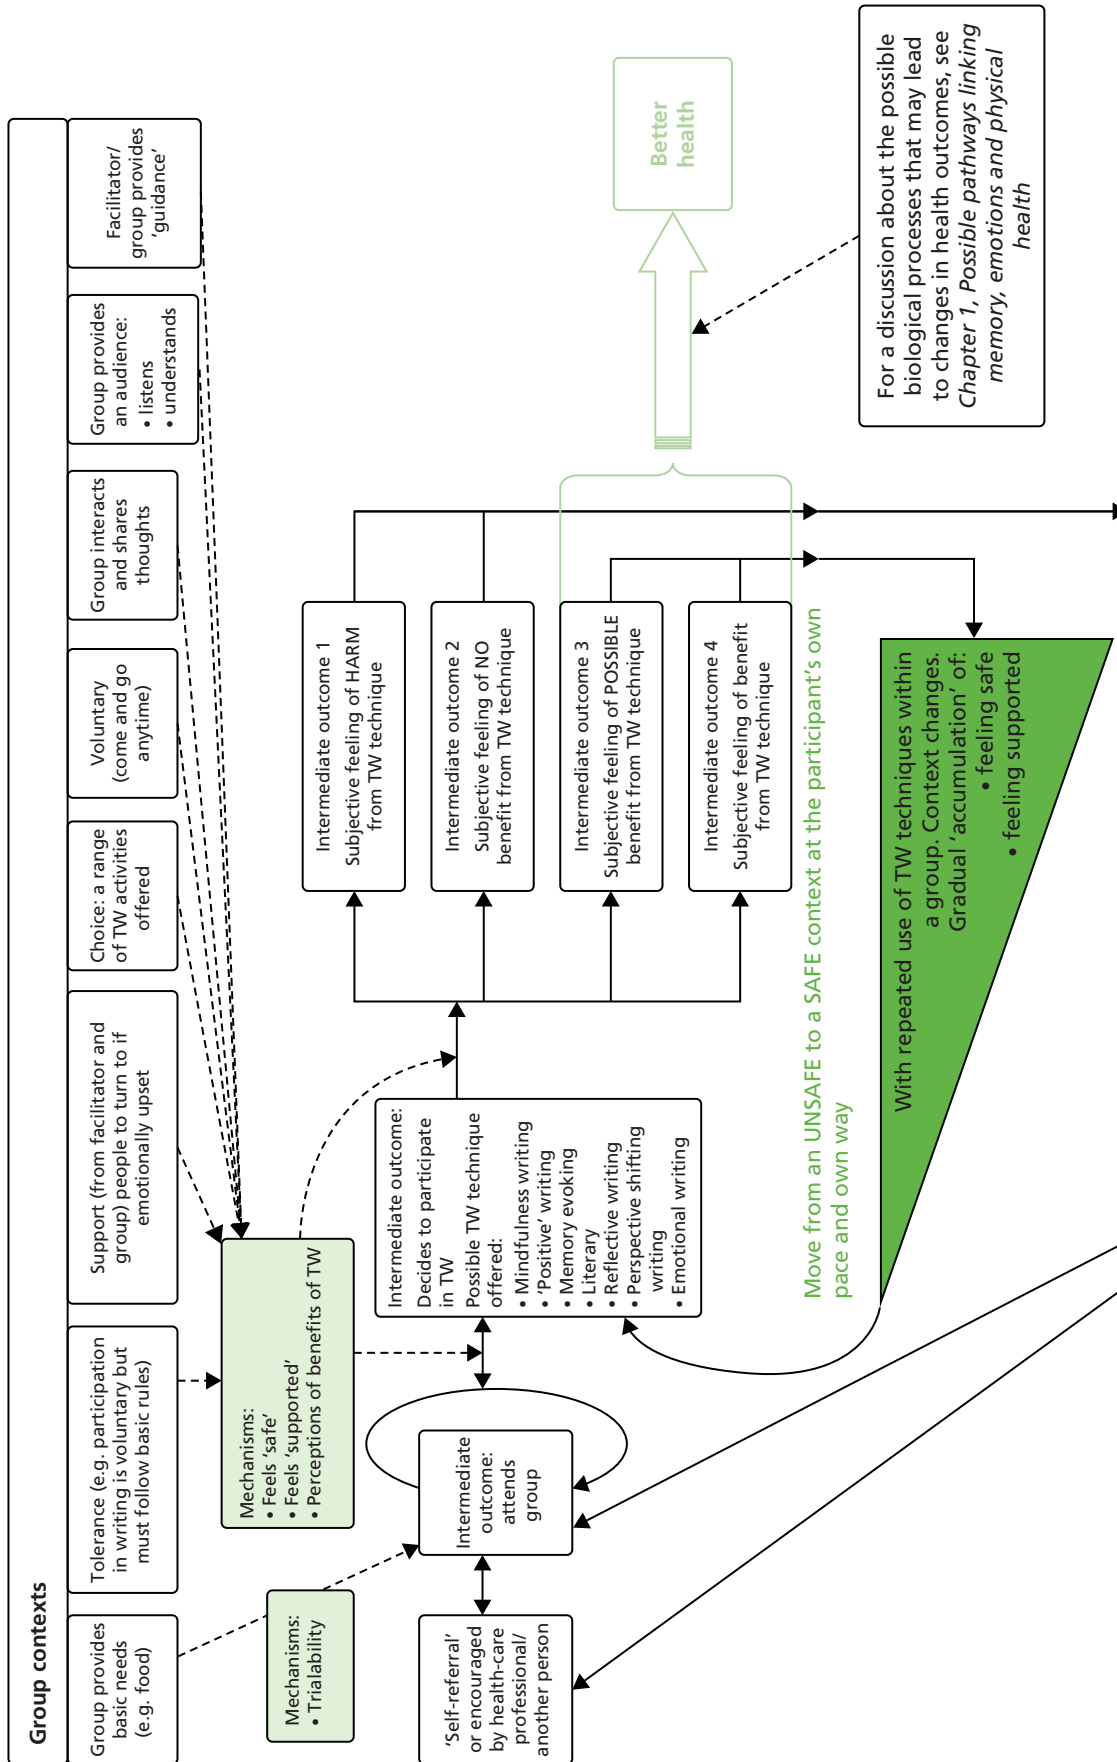 Group contexts
Group provides
basic needs
(e.g. food)
Tolerance (e.g. participation
in writing is voluntary but
must follow basic rules)
Support (from facilitator and
group) people to turn to if
emotionally upset
Choice: a range
of TW activities
offered
Voluntary
(come and go
anytime)
Group interacts
and shares
thoughts
Group provides
an audience:
• listens
• understands
Facilitator/
group provides
‘guidance’
Mechanisms:
• Trialability
Mechanisms:
• Feels ‘safe’
• Feels ‘supported’
• Perceptions of benefits of TW
‘Self-referral’
or encouraged
by health-care
professional/
another person
Intermediate
outcome:
attends
group
Intermediate outcome:
Decides to participate
in TW
Possible TW technique
offered:
• Mindfulness writing
• ‘Positive’ writing
• Memory evoking
• Literary
• Reflective writing
• Perspective shifting
writing
• Emotional writing
Intermediate outcome 1
Subjective feeling of HARM
from TW technique
Intermediate outcome 2
Subjective feeling of NO
benefit from TW technique
Intermediate outcome 3
Subjective feeling of POSSIBLE
benefit from TW technique
Intermediate outcome 4
Subjective feeling of benefit
from TW technique
Better
health
Move from an UNSAFE to a SAFE context at the participant’s own
pace and own way
With repeated use of TW techniques within
a group. Context changes.
Gradual ‘accumulation’ of:
• feeling safe
• feeling supported
For a discussion about the possible
biological processes that may lead
to changes in health outcomes, see
Chapter 1, Possible pathways linking
memory, emotions and physical
health